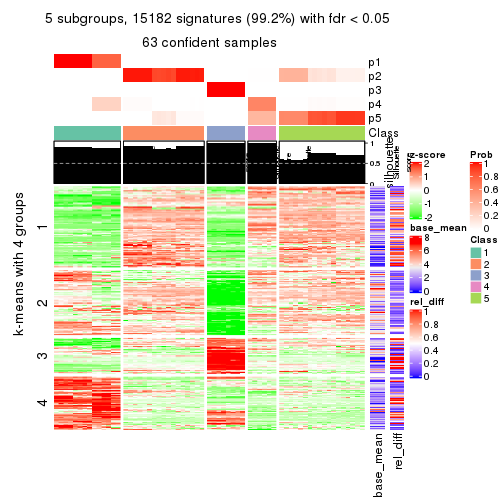 5 subgroups, 15182 signatures (99.2%) with fdr < 0.05
63 confident samples
p1
p2
p3
p4
p5
Class
1
0.5
0
silhouette
Silhouette
score
k-means with 4 groups
1
2
3
4
base_mean
rel_diff
z-score
2
1
0
-1
-2
base_mean
8
6
4
2
0
rel_diff
1
0.8
0.6
0.4
0.2
0
Prob
1
0.8
0.6
0.4
0.2
0
Class
1
2
3
4
5